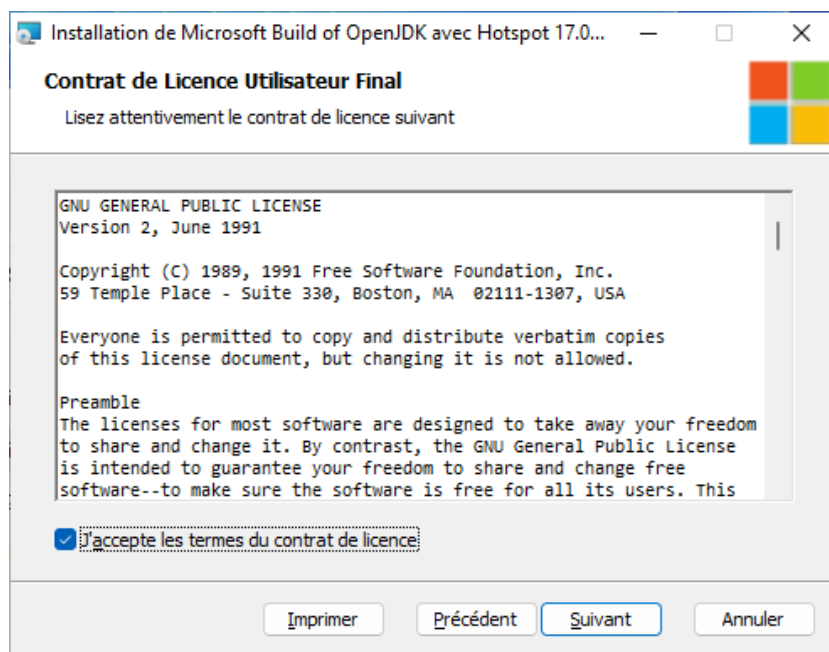 Installation de Microsoft Build of OpenJDK avec Hotspot 17.0...
Contrat de Licence Utilisateur Final
Lisez attentivement le contrat de licence suivant
GNU GENERAL PUBLIC LICENSE
Version 2, June 1991
Copyright (C) 1989, 1991 Free Software Foundation, Inc.
59 Temple Place - Suite 330, Boston, MA  02111-1307, USA
Everyone is permitted to copy and distribute verbatim copies
of this license document, but changing it is not allowed.
Preamble
The licenses for most software are designed to take away your freedom
to share and change it. By contrast, the GNU General Public License
is intended to guarantee your freedom to share and change free
software--to make sure the software is free for all its users. This
J'accepte les termes du contrat de licence
Imprimer Précédent Suivant Annuler